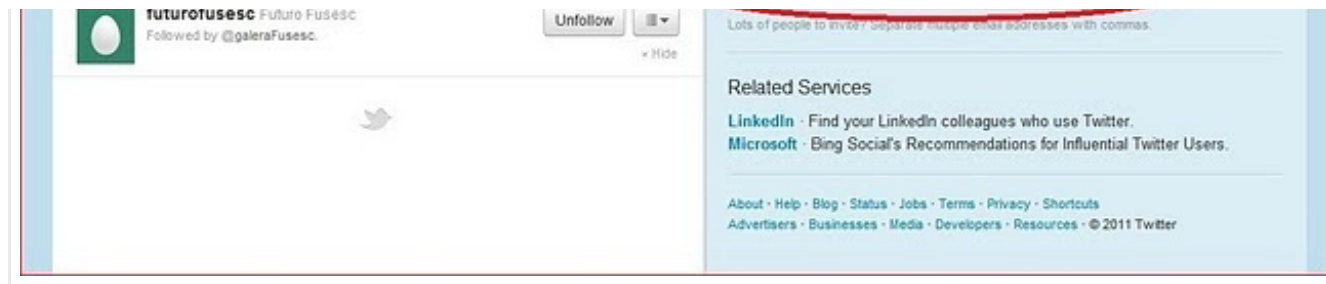 futurofusesc Futuro Fusesc
Followed by @galeraFusesc.
Unfollow
× Hide
Lots of people to invite? Separate multiple email addresses with commas.
Related Services
LinkedIn · Find your LinkedIn colleagues who use Twitter.
Microsoft · Bing Social's Recommendations for Influential Twitter Users.
About · Help · Blog · Status · Jobs · Terms · Privacy · Shortcuts
Advertisers · Businesses · Media · Developers · Resources · © 2011 Twitter